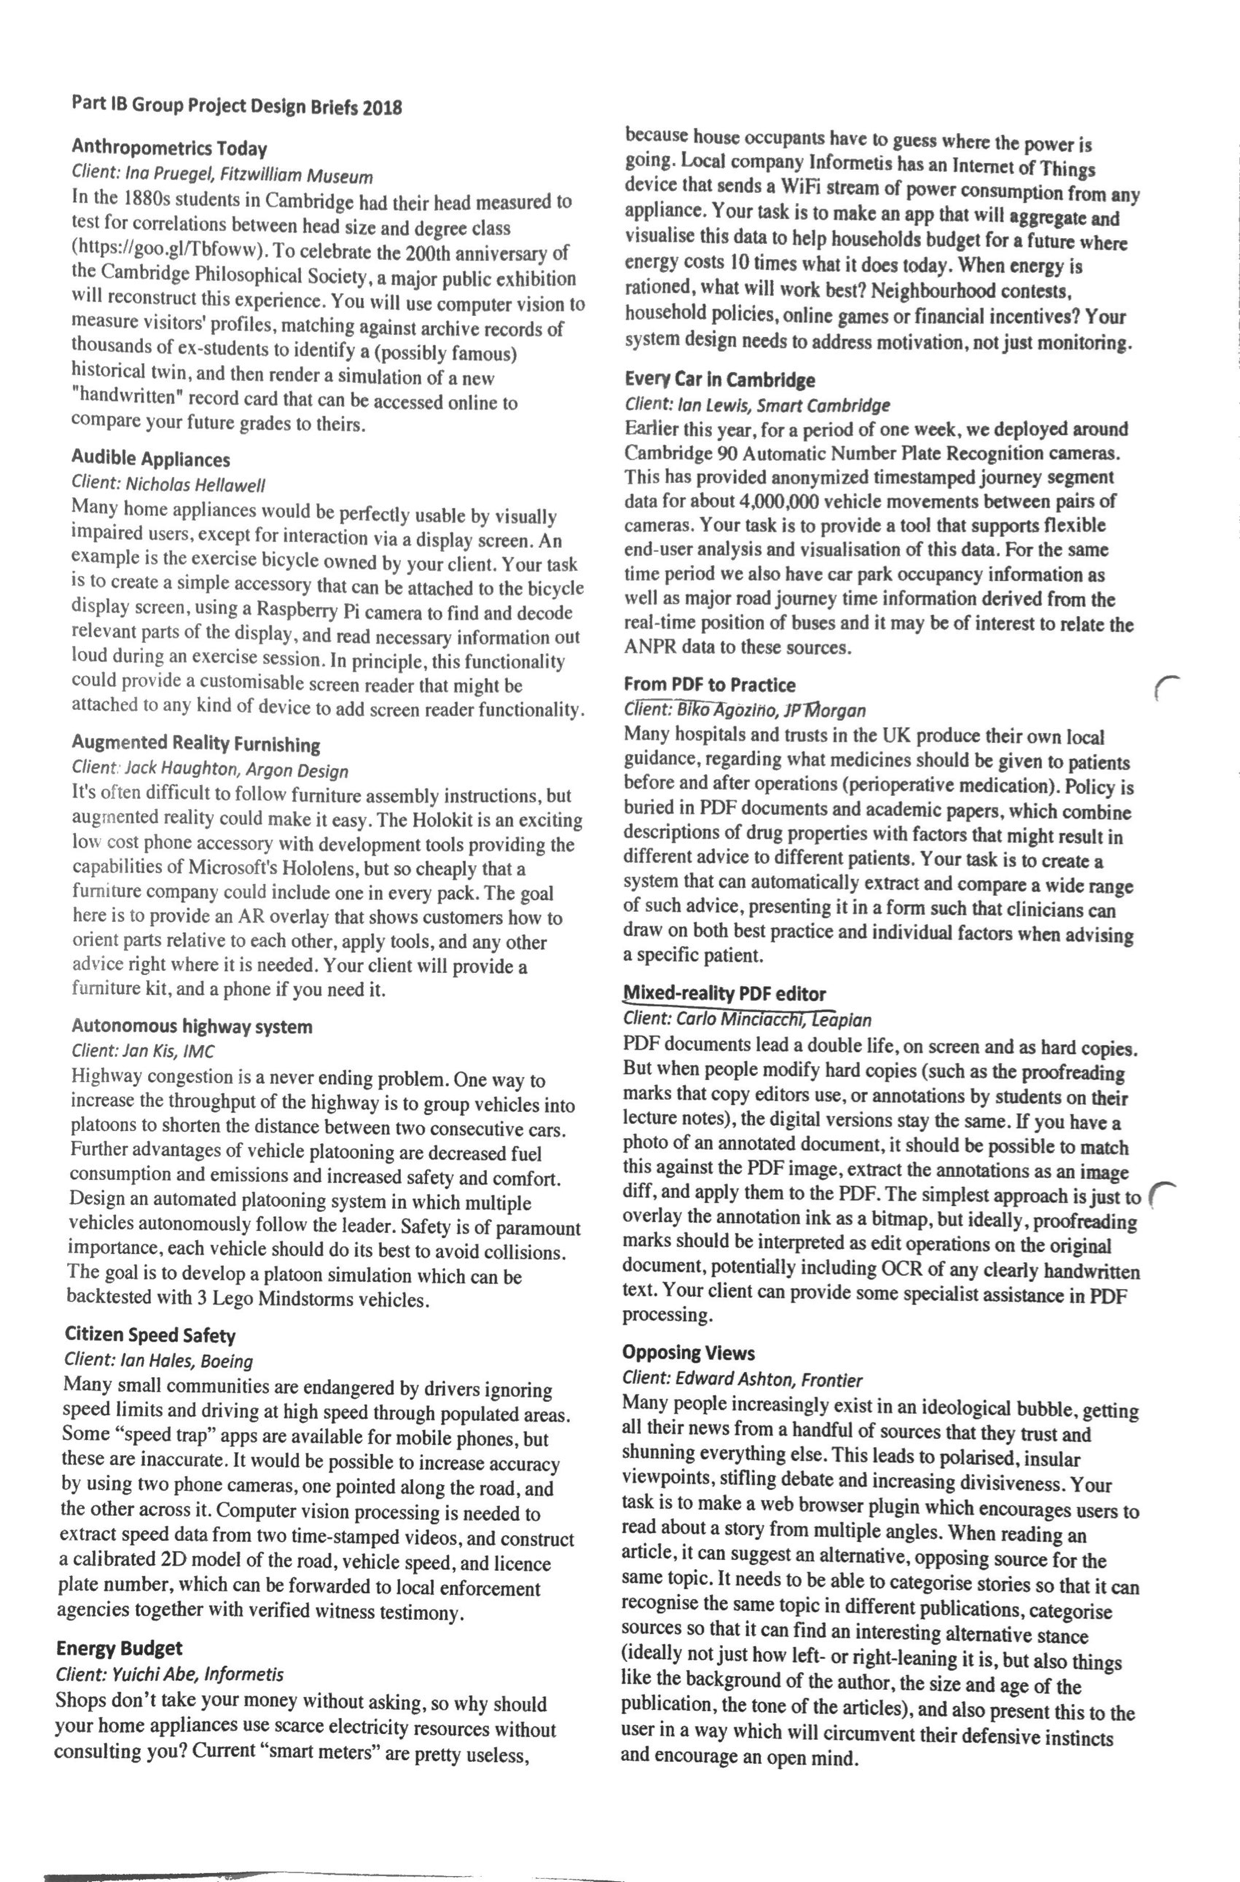 Part IB Group Project Design Briefs 2018
Anthropometrics Today
Client: Ina Pruegel, Fitzwilliam Museum
In the 1880s students in Cambridge had their head measured to
test for correlations between head size and degree class
(https://goo.gl/Tbfoww). To celebrate the 200th anniversary of
the Cambridge Philosophical Society, a major public exhibition
will reconstruct this experience. You will use computer vision to
measure visitors' profiles, matching against archive records of
thousands of ex-students to identify a (possibly famous)
historical twin, and then render a simulation of a new
"handwritten" record card that can be accessed online to
compare your future grades to theirs.
Audible Appliances
Client: Nicholas Hellawell
Many home appliances would be perfectly usable by visually
impaired users, except for interaction via a display screen. An
example is the exercise bicycle owned by your client. Your task
is to create a simple accessory that can be attached to the bicycle
display screen, using a Raspberry Pi camera to find and decode
relevant parts of the display, and read necessary information out
loud during an exercise session. In principle, this functionality
could provide a customisable screen reader that might be
attached to any kind of device to add screen reader functionality.
Augmented Reality Furnishing
Client: Jack Haughton, Argon Design
It's often difficult to follow furniture assembly instructions, but
augmented reality could make it easy. The Holokit is an exciting
low cost phone accessory with development tools providing the
capabilities of Microsoft's Hololens, but so cheaply that a
furniture company could include one in every pack. The goal
here is to provide an AR overlay that shows customers how to
orient parts relative to each other, apply tools, and any other
advice right where it is needed. Your client will provide a
furniture kit, and a phone if you need it.
Autonomous highway system
Client: Jan Kis, IMC
Highway congestion is a never ending problem. One way to
increase the throughput of the highway is to group vehicles into
platoons to shorten the distance between two consecutive cars.
Further advantages of vehicle platooning are decreased fuel
consumption and emissions and increased safety and comfort.
Design an automated platooning system in which multiple
vehicles autonomously follow the leader. Safety is of paramount
importance, each vehicle should do its best to avoid collisions.
The goal is to develop a platoon simulation which can be
backtested with 3 Lego Mindstorms vehicles.
Citizen Speed Safety
Client: Ian Hales, Boeing
Many small communities are endangered by drivers ignoring
speed limits and driving at high speed through populated areas.
Some “speed trap” apps are available for mobile phones, but
these are inaccurate. It would be possible to increase accuracy
by using two phone cameras, one pointed along the road, and
the other across it. Computer vision processing is needed to
extract speed data from two time-stamped videos, and construct
a calibrated 2D model of the road, vehicle speed, and licence
plate number, which can be forwarded to local enforcement
agencies together with verified witness testimony.
Energy Budget
Client: Yuichi Abe, Informetis
Shops don’t take your money without asking, so why should
your home appliances use scarce electricity resources without
consulting you? Current “smart meters” are pretty useless,
because house occupants have to guess where the power is
going. Local company Informetis has an Internet of Things
device that sends a WiFi stream of power consumption from any
appliance. Your task is to make an app that will aggregate and
visualise this data to help households budget for a future where
energy costs 10 times what it does today. When energy is
rationed, what will work best? Neighbourhood contests,
household policies, online games or financial incentives? Your
system design needs to address motivation, not just monitoring.
Every Car in Cambridge
Client: Ian Lewis, Smart Cambridge
Earlier this year, for a period of one week, we deployed around
Cambridge 90 Automatic Number Plate Recognition cameras.
This has provided anonymized timestamped journey segment
data for about 4,000,000 vehicle movements between pairs of
cameras. Your task is to provide a tool that supports flexible
end-user analysis and visualisation of this data. For the same
time period we also have car park occupancy information as
well as major road journey time information derived from the
real-time position of buses and it may be of interest to relate the
ANPR data to these sources.
From PDF to Practice
Client: Biko Agozino, JP Morgan
Many hospitals and trusts in the UK produce their own local
guidance, regarding what medicines should be given to patients
before and after operations (perioperative medication). Policy is
buried in PDF documents and academic papers, which combine
descriptions of drug properties with factors that might result in
different advice to different patients. Your task is to create a
system that can automatically extract and compare a wide range
of such advice, presenting it in a form such that clinicians can
draw on both best practice and individual factors when advising
a specific patient.
Mixed-reality PDF editor
Client: Carlo Minciacchi, Leapian
PDF documents lead a double life, on screen and as hard copies.
But when people modify hard copies (such as the proofreading
marks that copy editors use, or annotations by students on their
lecture notes), the digital versions stay the same. If you have a
photo of an annotated document, it should be possible to match
this against the PDF image, extract the annotations as an image
diff, and apply them to the PDF. The simplest approach is just to
overlay the annotation ink as a bitmap, but ideally, proofreading
marks should be interpreted as edit operations on the original
document, potentially including OCR of any clearly handwritten
text. Your client can provide some specialist assistance in PDF
processing.
Opposing Views
Client: Edward Ashton, Frontier
Many people increasingly exist in an ideological bubble, getting
all their news from a handful of sources that they trust and
shunning everything else. This leads to polarised, insular
viewpoints, stifling debate and increasing divisiveness. Your
task is to make a web browser plugin which encourages users to
read about a story from multiple angles. When reading an
article, it can suggest an alternative, opposing source for the
same topic. It needs to be able to categorise stories so that it can
recognise the same topic in different publications, categorise
sources so that it can find an interesting alternative stance
(ideally not just how left- or right-leaning it is, but also things
like the background of the author, the size and age of the
publication, the tone of the articles), and also present this to the
user in a way which will circumvent their defensive instincts
and encourage an open mind.